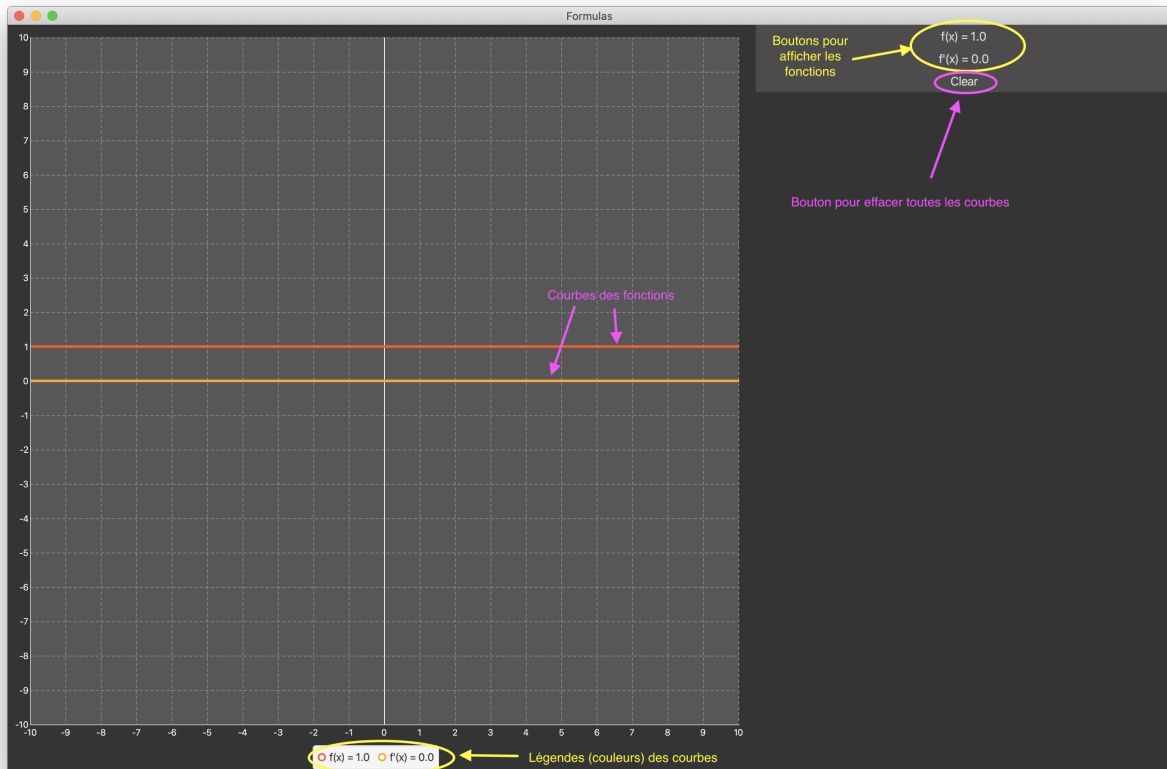 Formulas
f(x) = 1.0
f'(x) = 0.0
Clear
Boutons pour
afficher les
fonctions
Bouton pour effacer toutes les courbes
Courbes des fonctions
10
9
8
7
6
5
4
3
2
1
0
-1
-2
-3
-4
-5
-6
-7
-8
-9
-10
-10 -9 -8 -7 -6 -5 -4 -3 -2 -1 0 1 2 3 4 5 6 7 8 9 10
f(x) = 1.0 f'(x) = 0.0
Légendes (couleurs) des courbes